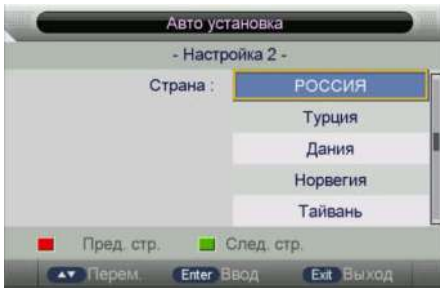 Авто установка
- Настройка 2 -
Страна : РОССИЯ
Турция
Дания
Норвегия
Тайвань
Пред. стр. След. стр.
Перем. Enter Ввод Exit Выход